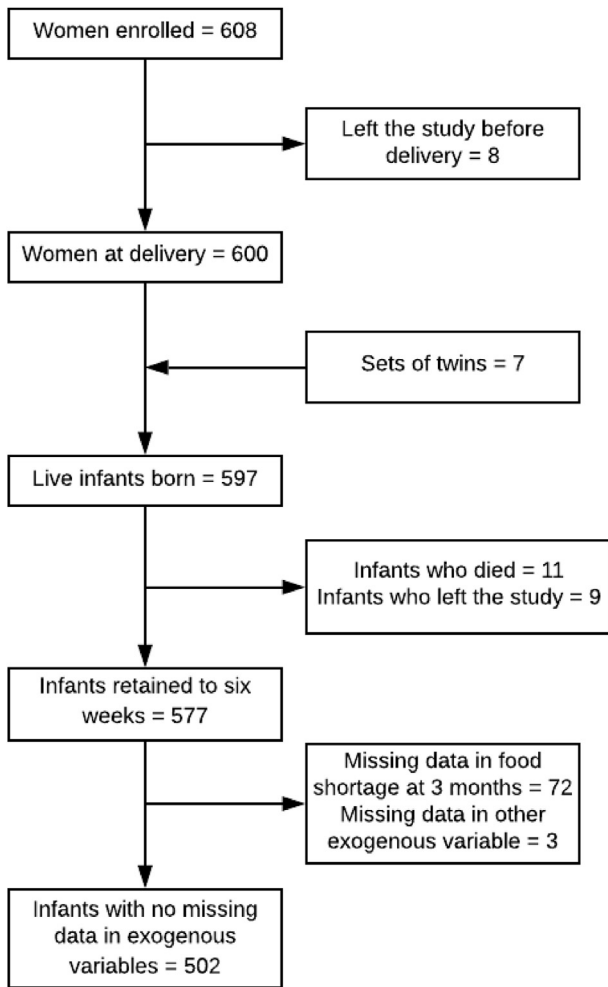 Women enrolled = 608
Left the study before
delivery = 8
Women at delivery = 600
Sets of twins = 7
Live infants born = 597
Infants who died = 11
Infants who left the study = 9
Infants retained to six
weeks = 577
Missing data in food
shortage at 3 months = 72
Missing data in other
exogenous variable = 3
Infants with no missing
data in exogenous
variables = 502